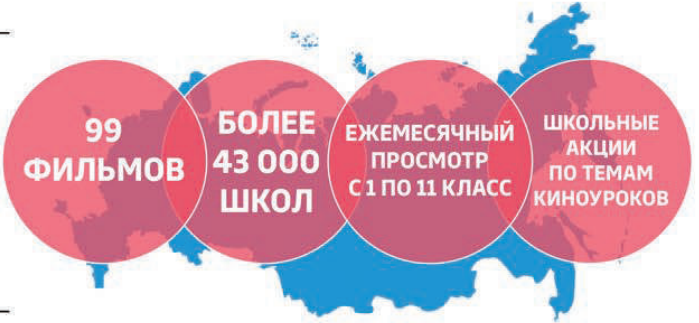 99
ФИЛЬМОВ
БОЛЕЕ
43 000
ШКОЛ
ЕЖЕМЕСЯЧНЫЙ
ПРОСМОТР
С 1 ПО 11 КЛАСС
ШКОЛЬНЫЕ
АКЦИИ
ПО ТЕМАМ
КИНОУРОКОВ